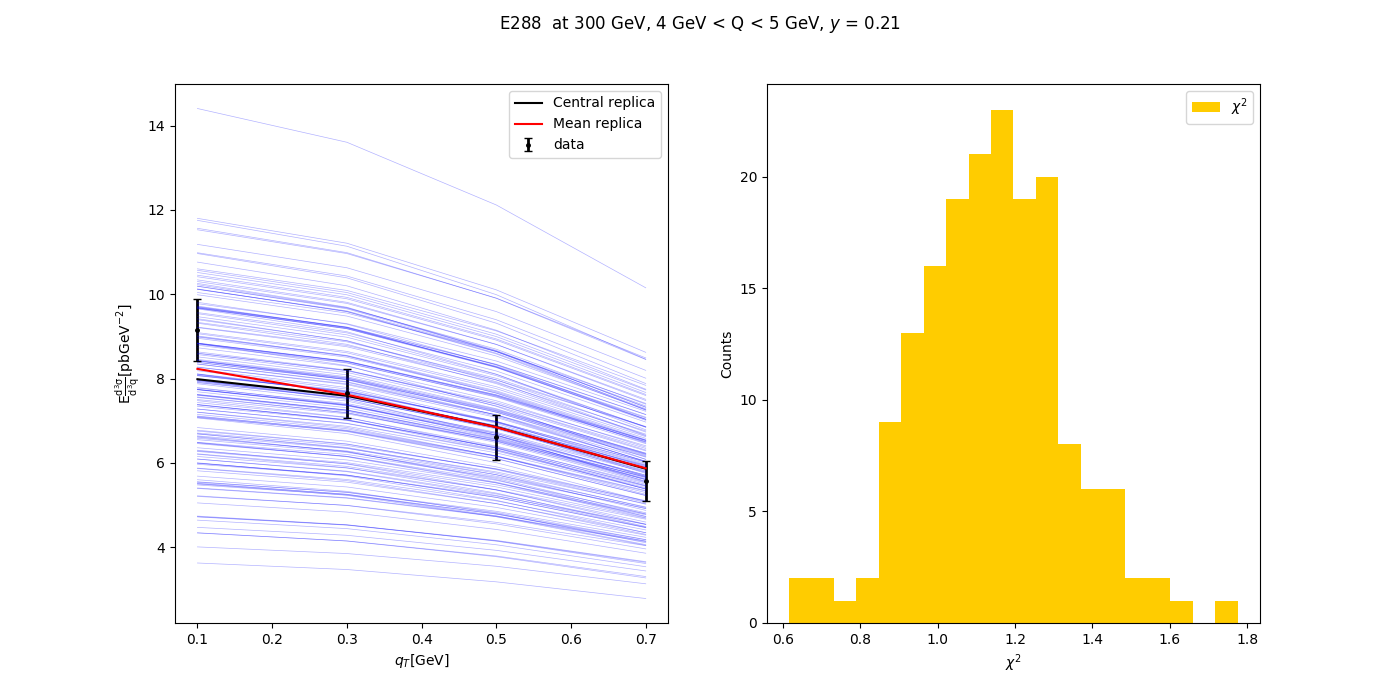 E288  at 300 GeV, 4 GeV < Q < 5 GeV, y = 0.21
Central replica
Mean replica
data
14
12
10
8
6
4
E d³σ/d³q [pbGeV⁻²]
0.1 0.2 0.3 0.4 0.5 0.6 0.7
q_T[GeV]
χ²
20
15
10
5
0
Counts
0.6 0.8 1.0 1.2 1.4 1.6 1.8
χ²